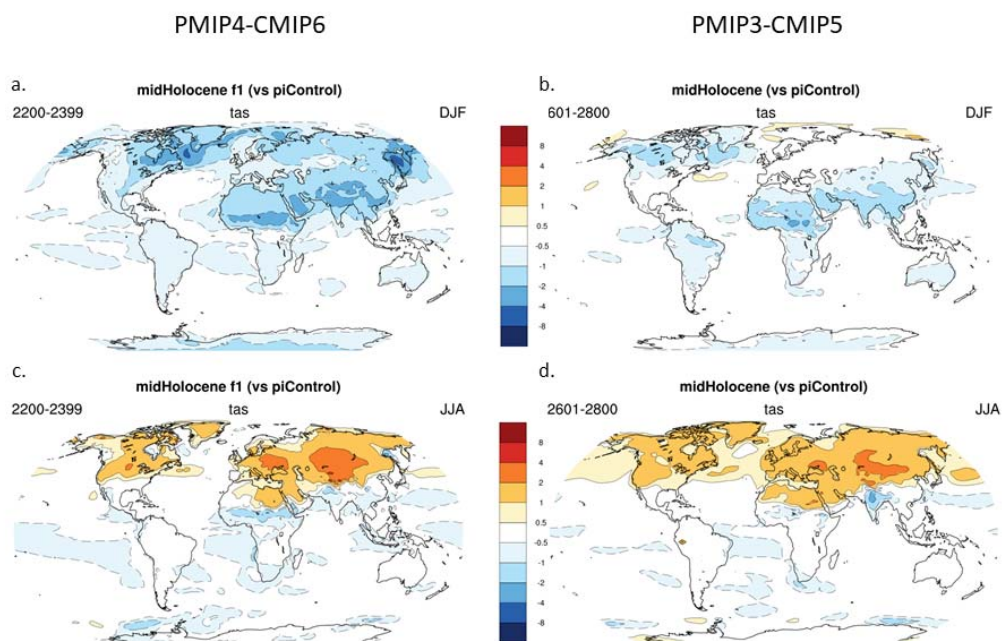 PMIP4-CMIP6
PMIP3-CMIP5
a.
midHolocene f1 (vs piControl)
2200-2399
tas
DJF
b.
midHolocene (vs piControl)
601-2800
tas
DJF
8
4
2
1
0.5
-0.5
-1
-2
-4
-8
c.
midHolocene f1 (vs piControl)
2200-2399
tas
JJA
d.
midHolocene (vs piControl)
2601-2800
tas
JJA
8
4
2
1
0.5
-0.5
-1
-2
-4
-8